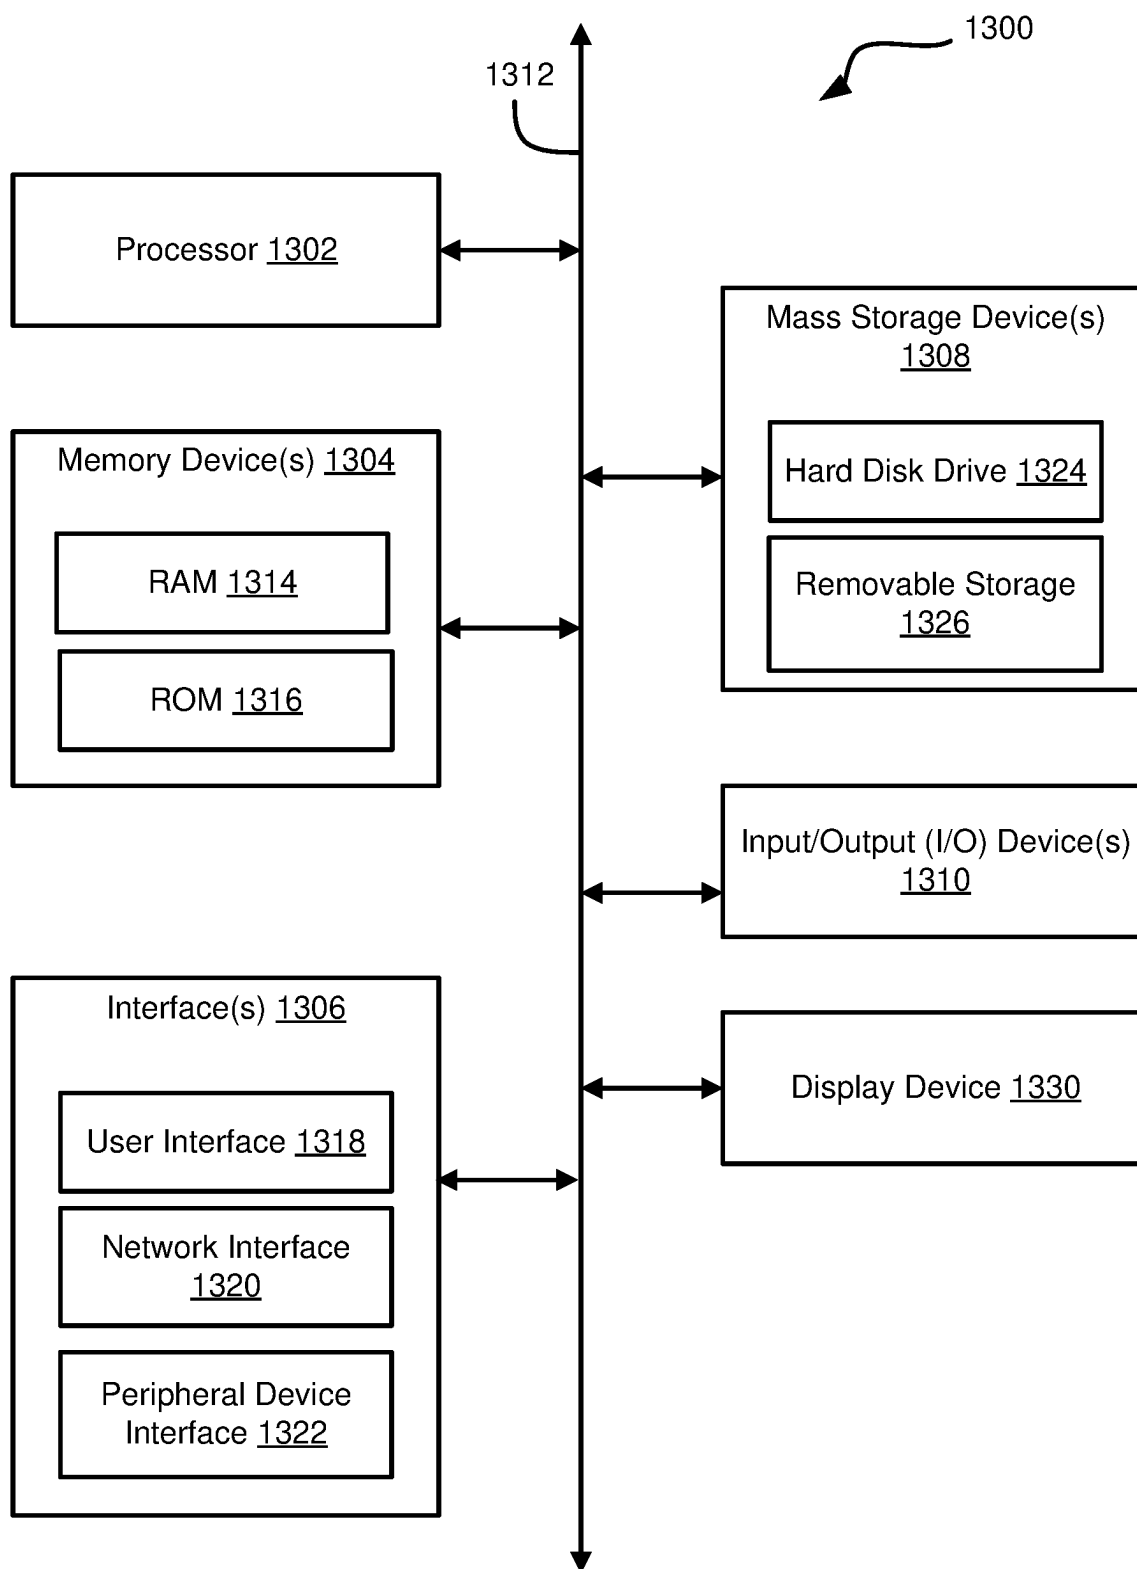 1300
1312
Processor 1302
Mass Storage Device(s)
1308
Hard Disk Drive 1324
Removable Storage
1326
Memory Device(s) 1304
RAM 1314
ROM 1316
Input/Output (I/O) Device(s)
1310
Interface(s) 1306
User Interface 1318
Network Interface
1320
Peripheral Device
Interface 1322
Display Device 1330